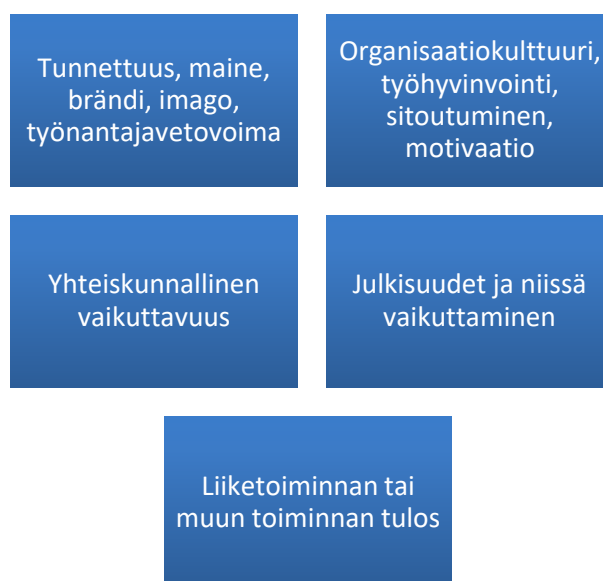 Tunnettuus, maine,
brändi, imago,
työnantajavetovoima
Organisaatiokulttuuri,
työhyvinvointi,
sitoutuminen,
motivaatio
Yhteiskunnallinen
vaikuttavuus
Julkisuudet ja niissä
vaikuttaminen
Liiketoiminnan tai
muun toiminnan tulos